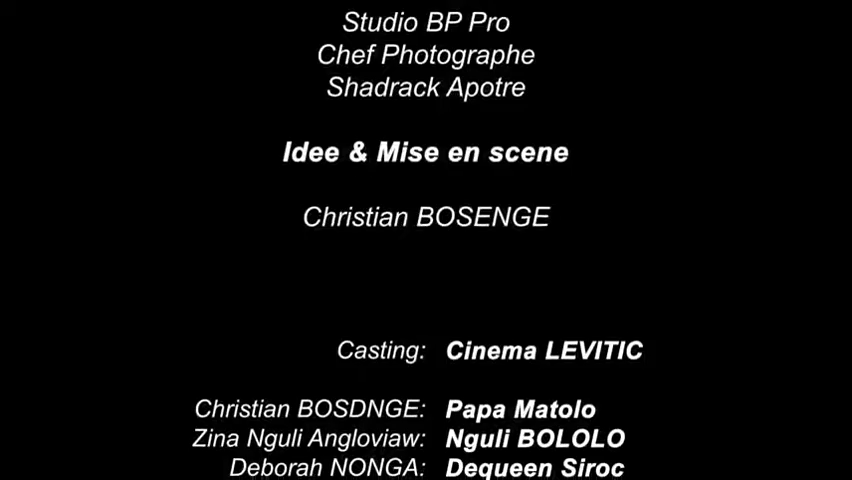 Studio BP Pro
Chef Photographe
Shadrack Apotre
Idee & Mise en scene
Christian BOSENGE
Casting: Cinema LEVITIC
Christian BOSDNGE: Papa Matolo
Zina Nguli Angloviaw: Nguli BOLOLO
Deborah NONGA: Dequeen Siroc